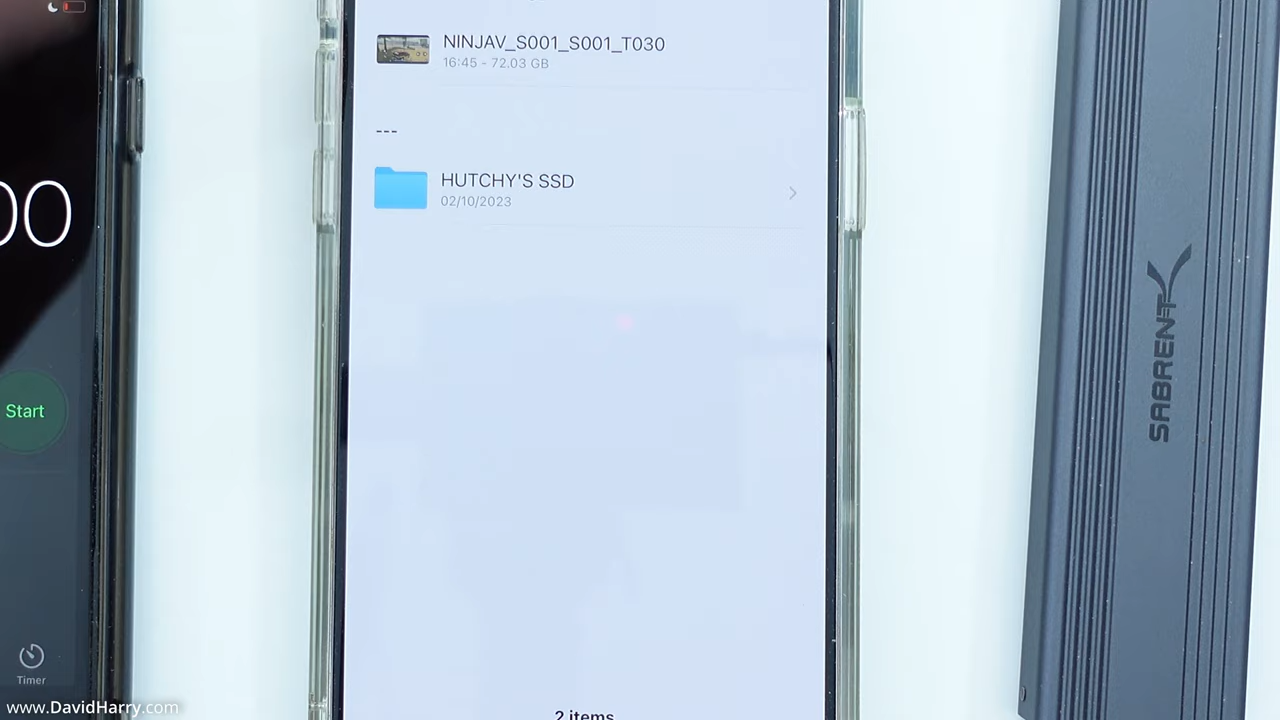 NINJAV_S001_S001_T030
16:45 - 72.03 GB
---
HUTCHY'S SSD
02/10/2023
2 items
00
Start
Timer
SABRENT
www.DavidHarry.com